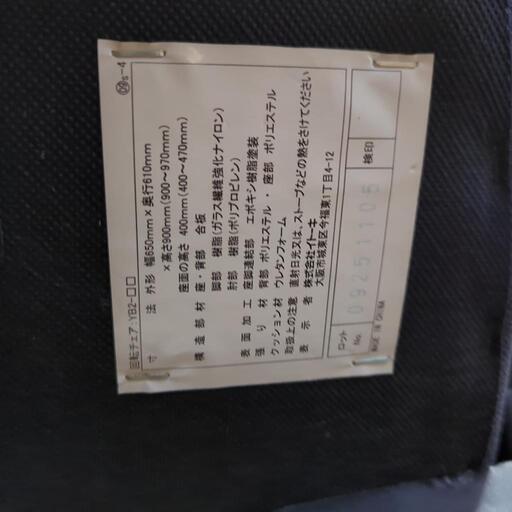 回転チェア:YB2-□□
寸法 外形 幅650mm×奥行610mm
×高さ900mm(900~970mm)
座面の高さ 400mm(400~470mm)
構造部材 座・背部 合板
脚部 樹脂(ガラス繊維強化ナイロン)
肘部 樹脂(ポリプロピレン)
表面加工 座脚連結部 エポキシ樹脂塗装
張り材 背部 ポリエステル・座部 ポリエステル
クッション材 ウレタンフォーム
取扱上の注意 直射日光又は、ストーブなどの熱をさけてください
表示者 株式会社イトーキ
大阪市城東区今福東1丁目4-12
ロットNo. 09251105 検印
MADE IN CHINA
09s-4